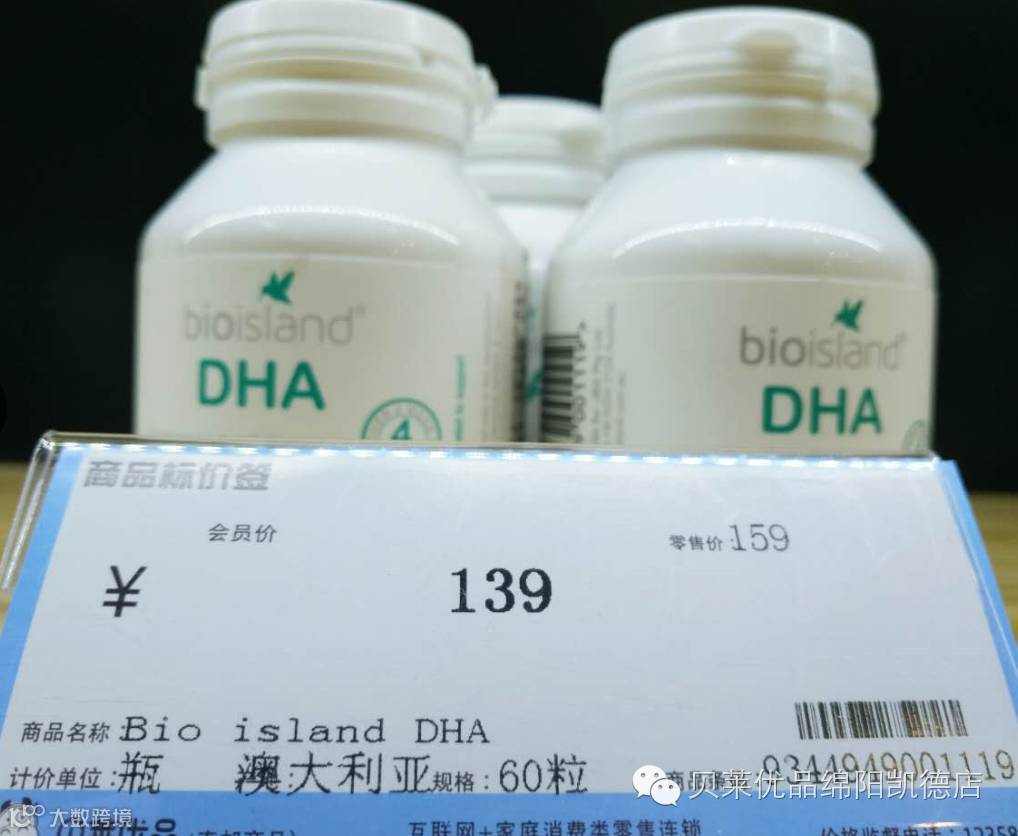 bioisland®
DHA
4
bioisland®
DHA
商品标价签
会员价
零售价:159
¥ 139
商品名称:Bio island DHA
计价单位:瓶 澳大利亚 规格:60粒
9344949001119
贝莱优品绵阳凯德店
大数跨境
互联网+家庭消费类零售连锁